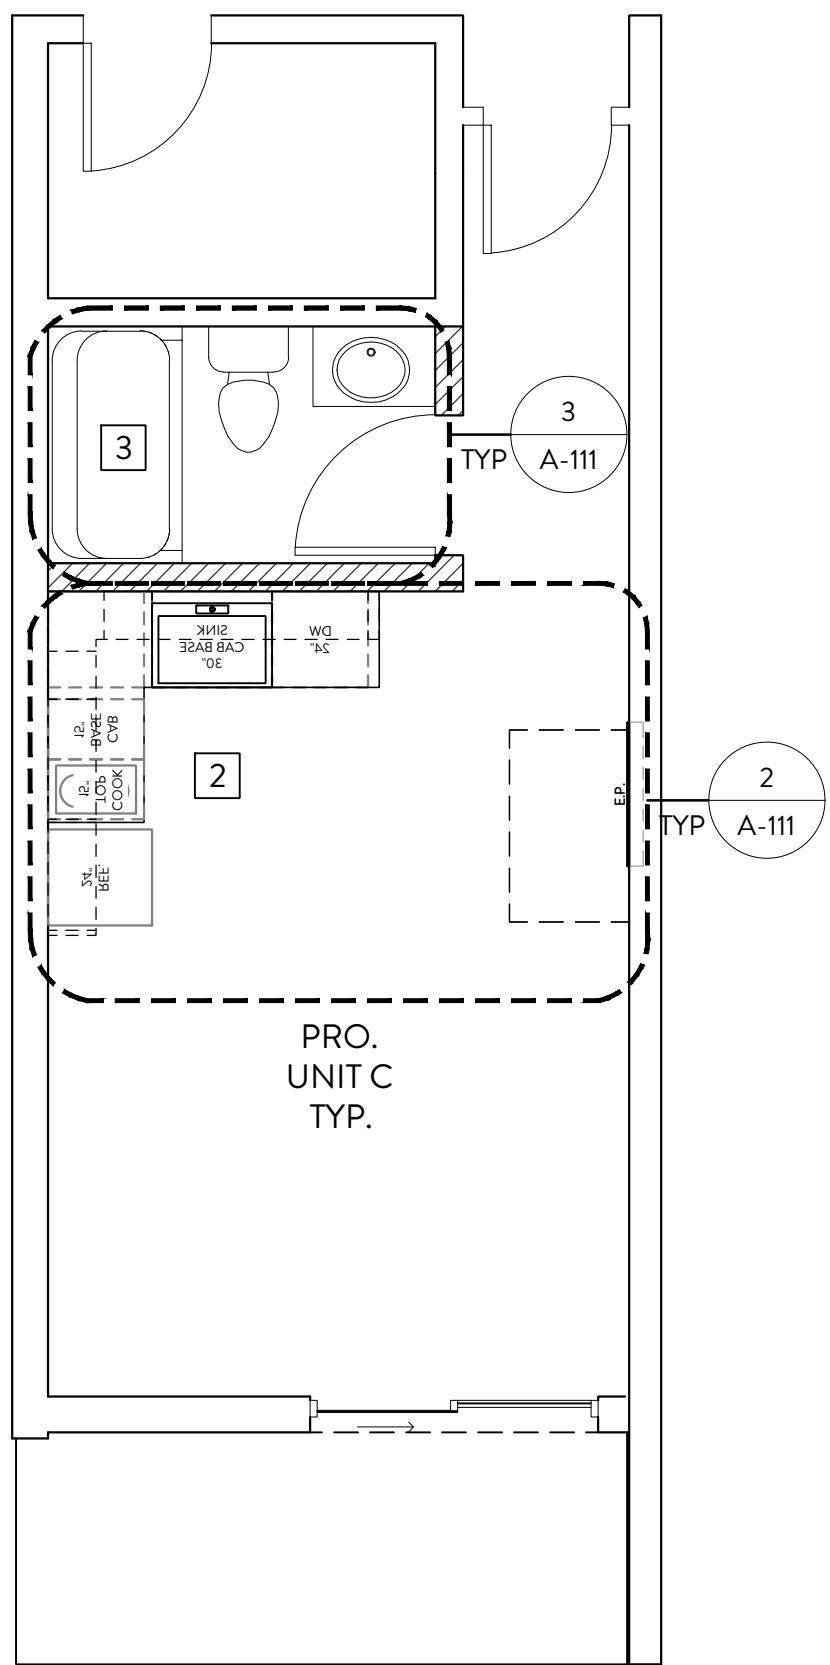 3
3
TYP
A-111
SINK
CAB BASE
30"
DW
24"
15"
BASE
CAB
2
15"
TOP
COOK
E.P.
2
TYP
A-111
24"
REF.
PRO.
UNIT C
TYP.